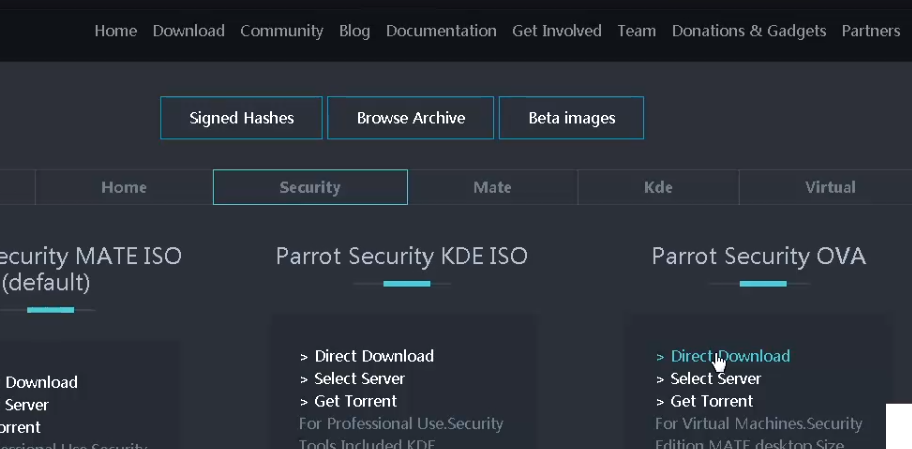 Home Download Community Blog Documentation Get Involved Team Donations & Gadgets Partners
Signed Hashes Browse Archive Beta images
Home Security Mate Kde Virtual
ecurity MATE ISO
(default)
Download
Server
orrent
Parrot Security KDE ISO
> Direct Download
> Select Server
> Get Torrent
For Professional Use.Security
Tools Included KDE
Parrot Security OVA
> Direct Download
> Select Server
> Get Torrent
For Virtual Machines.Security
Edition MATE desktop Size